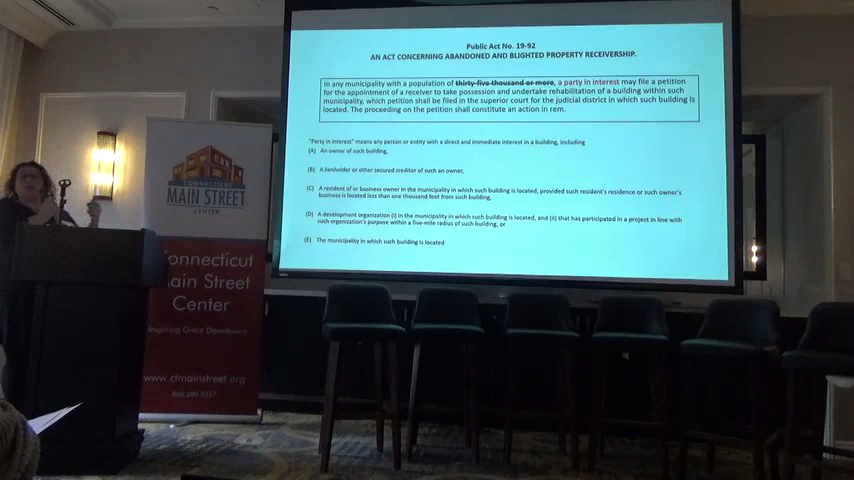 Public Act No. 19-92
AN ACT CONCERNING ABANDONED AND BLIGHTED PROPERTY RECEIVERSHIP.
In any municipality with a population of thirty-five thousand or more, a party in interest may file a petition
for the appointment of a receiver to take possession and undertake rehabilitation of a building within such
municipality, which petition shall be filed in the superior court for the judicial district in which such building is
located. The proceeding on the petition shall constitute an action in rem.
"Party in interest" means any person or entity with a direct and immediate interest in a building, including
(A) An owner of such building,
(B) A lienholder or other secured creditor of such an owner,
(C) A resident of or business owner in the municipality in which such building is located, provided such resident's residence or such owner's
business is located less than one thousand feet from such building,
(D) A development organization (i) in the municipality in which such building is located, and (ii) that has participated in a project in line with
such organization's purpose within a five-mile radius of such building, or
(E) The municipality in which such building is located
CONNECTICUT
MAIN STREET
CENTER
onnecticut
ain Street
Center
Inspiring Great Downtowns
www.ctmainstreet.org